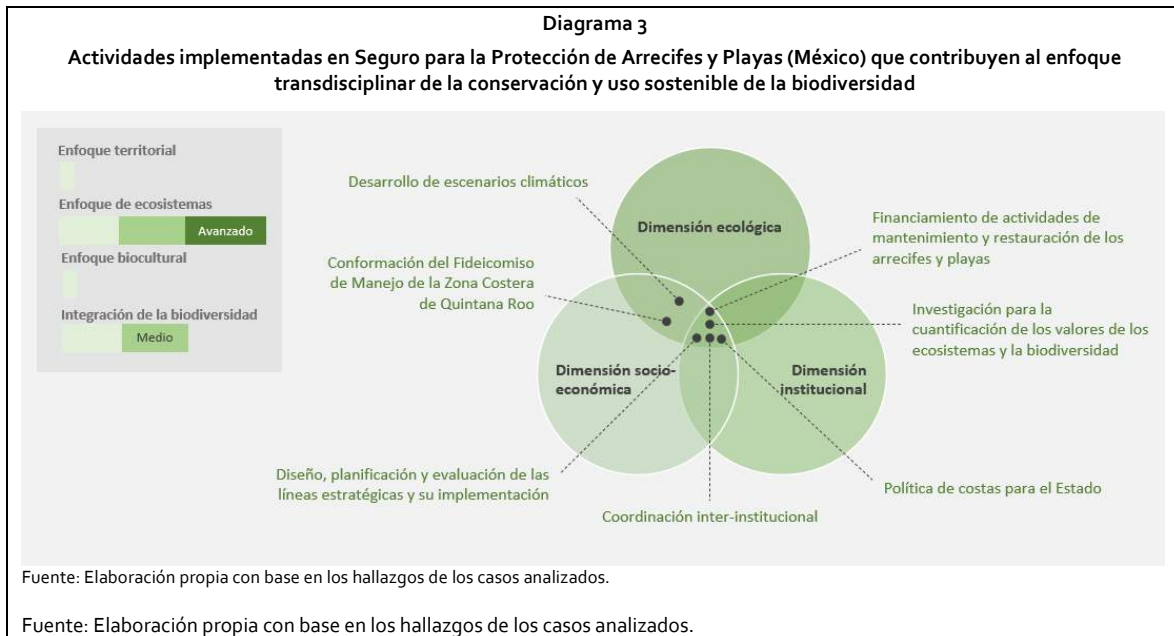 Diagrama 3
Actividades implementadas en Seguro para la Protección de Arrecifes y Playas (México) que contribuyen al enfoque
transdisciplinar de la conservación y uso sostenible de la biodiversidad
Enfoque territorial
Enfoque de ecosistemas
Avanzado
Enfoque biocultural
Integración de la biodiversidad
Medio
Desarrollo de escenarios climáticos
Conformación del Fideicomiso
de Manejo de la Zona Costera
de Quintana Roo
Dimensión ecológica
Financiamiento de actividades de
mantenimiento y restauración de los
arrecifes y playas
Investigación para la
cuantificación de los valores de los
ecosistemas y la biodiversidad
Dimensión socio-
económica
Dimensión
institucional
Diseño, planificación y evaluación de las
líneas estratégicas y su implementación
Coordinación inter-institucional
Política de costas para el Estado
Fuente: Elaboración propia con base en los hallazgos de los casos analizados.
Fuente: Elaboración propia con base en los hallazgos de los casos analizados.